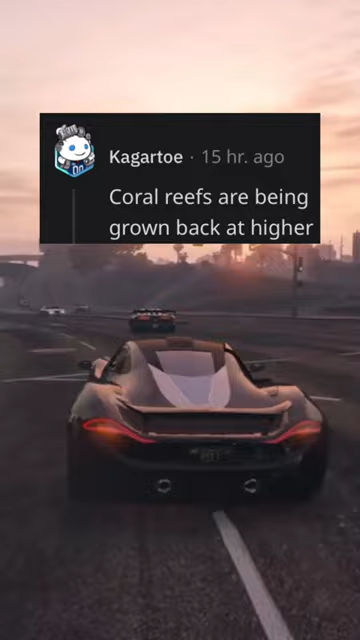 Kagartoe · 15 hr. ago
Coral reefs are being
grown back at higher